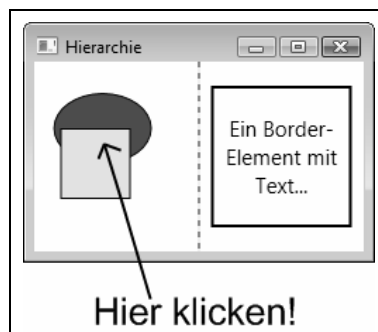 Hierarchie
Ein Border-
Element mit
Text...
Hier klicken!